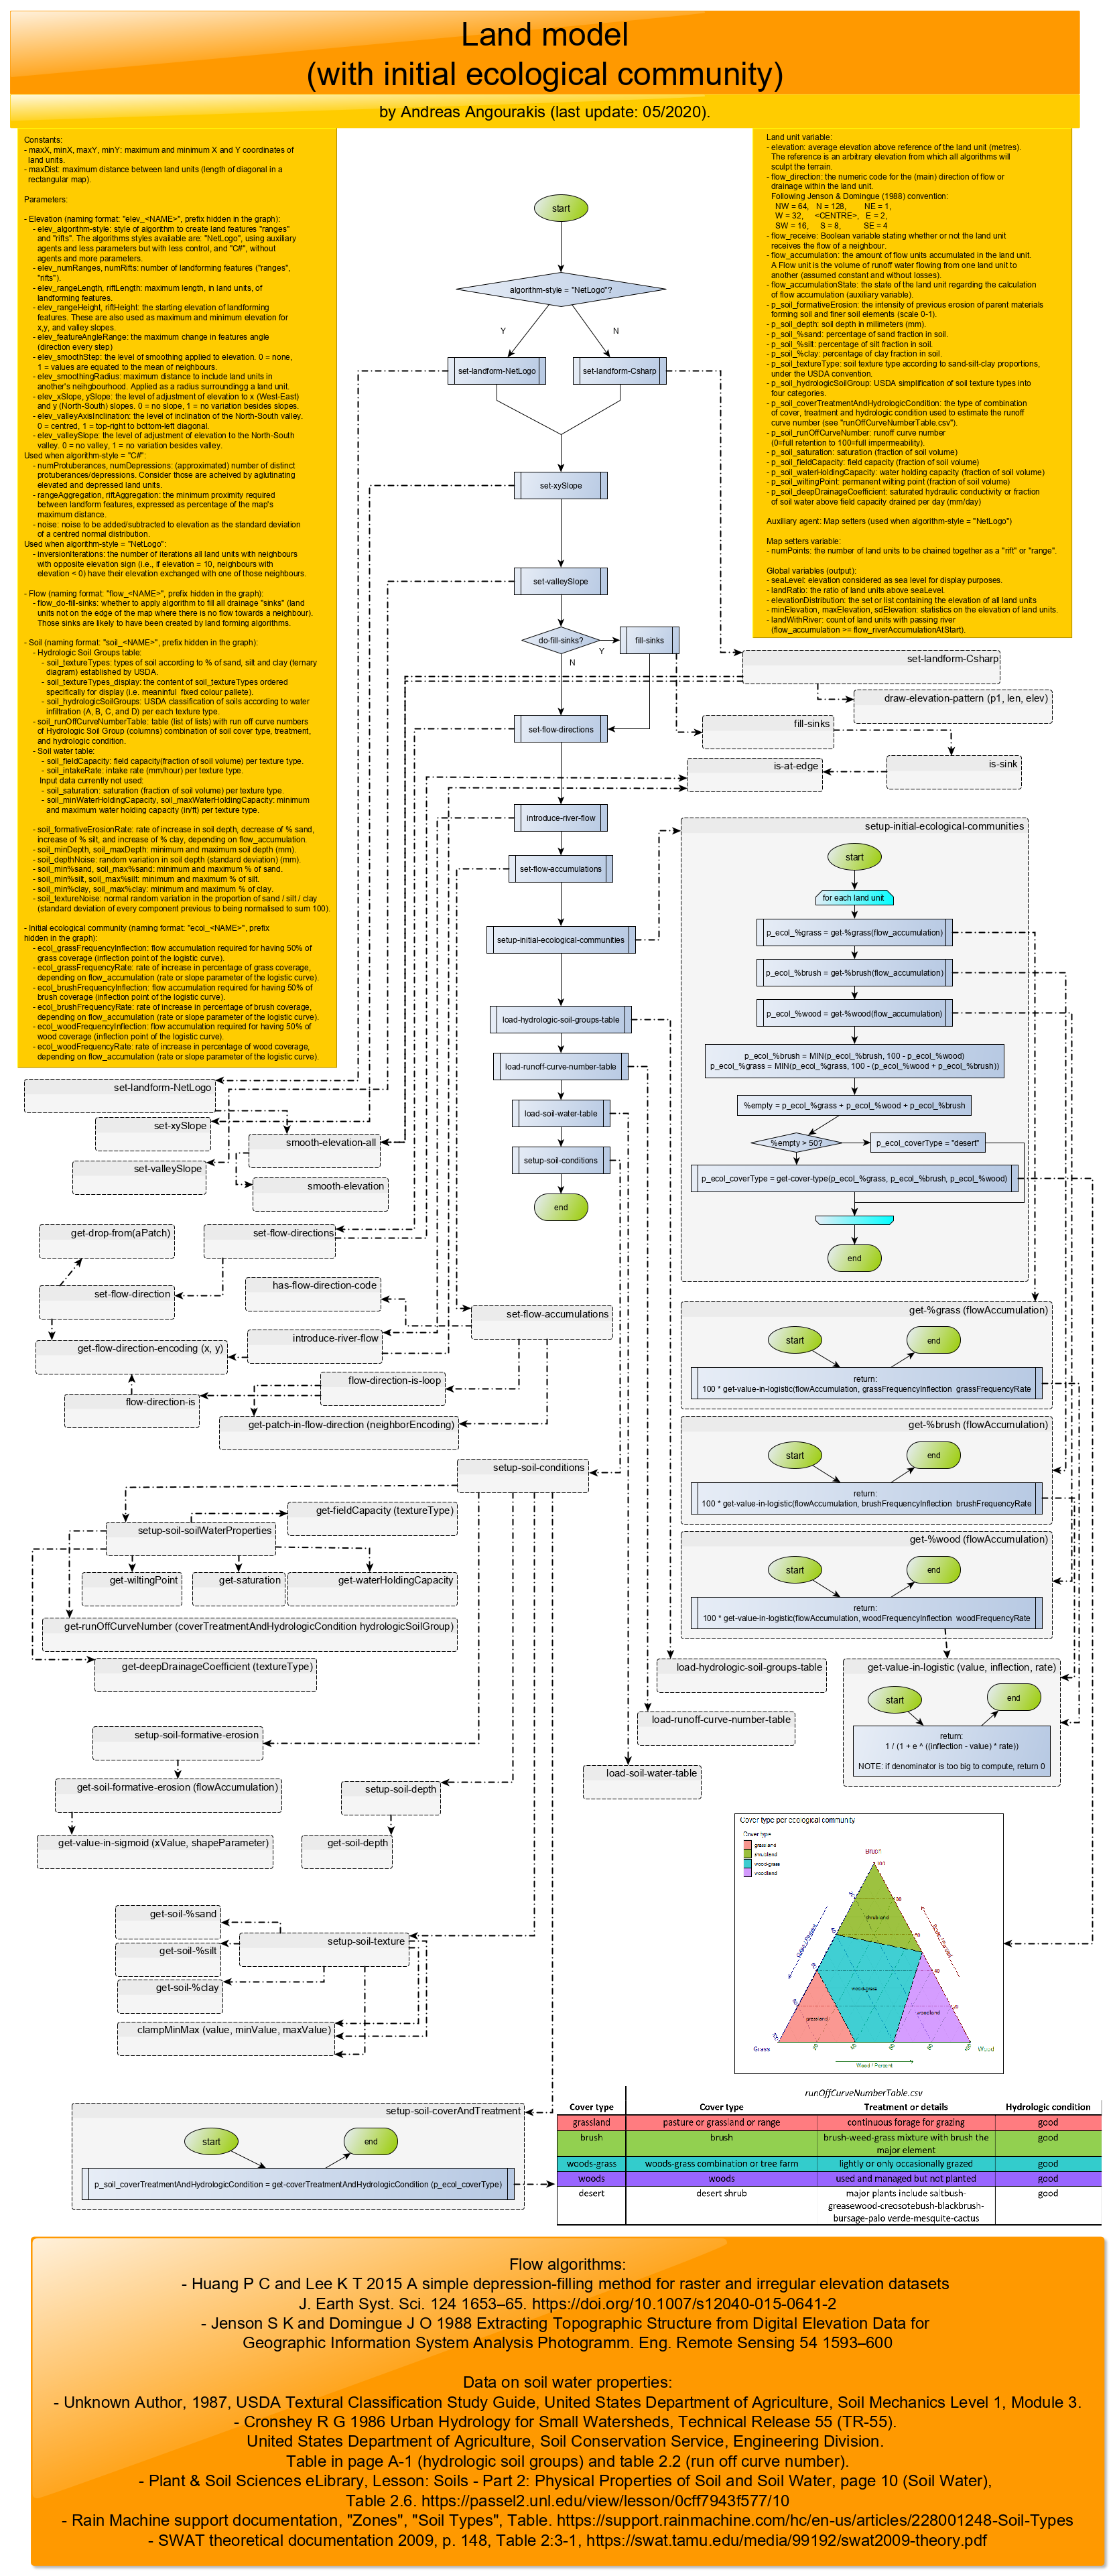 Land model
(with initial ecological community)
by Andreas Angourakis (last update: 05/2020).
Constants:
- maxX, minX, maxY, minY: maximum and minimum X and Y coordinates of
land units.
- maxDist: maximum distance between land units (length of diagonal in a
rectangular map).
Parameters:
- Elevation (naming format: "elev_<NAME>", prefix hidden in the graph):
- elev_algorithm-style: style of algorithm to create land features "ranges"
and "rifts". The algorithms styles available are: "NetLogo", using auxiliary
agents and less parameters but with less control, and "C#", without
agents and more parameters.
- elev_numRanges, numRifts: number of landforming features ("ranges",
"rifts").
- elev_rangeLength, riftLength: maximum length, in land units, of
landforming features.
- elev_rangeHeight, riftHeight: the starting elevation of landforming
features. These are also used as maximum and minimum elevation for
x,y, and valley slopes.
- elev_featureAngleRange: the maximum change in features angle
(direction every step)
- elev_smoothStep: the level of smoothing applied to elevation. 0 = none,
1 = values are equated to the mean of neighbours.
- elev_smoothingRadius: maximum distance to include land units in
another's neihgbourhood. Applied as a radius surroundingg a land unit.
- elev_xSlope, ySlope: the level of adjustment of elevation to x (West-East)
and y (North-South) slopes. 0 = no slope, 1 = no variation besides slopes.
- elev_valleyAxisInclination: the level of inclination of the North-South valley.
0 = centred, 1 = top-right to bottom-left diagonal.
- elev_valleySlope: the level of adjustment of elevation to the North-South
valley. 0 = no valley, 1 = no variation besides valley.
Used when algorithm-style = "C#":
- numProtuberances, numDepressions: (approximated) number of distinct
protuberances/depressions. Consider those are acheived by aglutinating
elevated and depressed land units.
- rangeAggregation, riftAggregation: the minimum proximity required
between landform features, expressed as percentage of the map's
maximum distance.
- noise: noise to be added/subtracted to elevation as the standard deviation
of a centred normal distribution.
Used when algorithm-style = "NetLogo":
- inversionIterations: the number of iterations all land units with neighbours
with opposite elevation sign (i.e., if elevation = 10, neighbours with
elevation < 0) have their elevation exchanged with one of those neighbours.
- Flow (naming format: "flow_<NAME>", prefix hidden in the graph):
- flow_do-fill-sinks: whether to apply algorithm to fill all drainage "sinks" (land
units not on the edge of the map where there is no flow towards a neighbour).
Those sinks are likely to have been created by land forming algorithms.
- Soil (naming format: "soil_<NAME>", prefix hidden in the graph):
- Hydrologic Soil Groups table:
- soil_textureTypes: types of soil according to % of sand, silt and clay (ternary
diagram) established by USDA.
- soil_textureTypes_display: the content of soil_textureTypes ordered
specifically for display (i.e. meaninful fixed colour pallete).
- soil_hydrologicSoilGroups: USDA classification of soils according to water
infiltration (A, B, C, and D) per each texture type.
- soil_runOffCurveNumberTable: table (list of lists) with run off curve numbers
of Hydrologic Soil Group (columns) combination of soil cover type, treatment,
and hydrologic condition.
- Soil water table:
- soil_fieldCapacity: field capacity(fraction of soil volume) per texture type.
- soil_intakeRate: intake rate (mm/hour) per texture type.
Input data currently not used:
- soil_saturation: saturation (fraction of soil volume) per texture type.
- soil_minWaterHoldingCapacity, soil_maxWaterHoldingCapacity: minimum
and maximum water holding capacity (in/ft) per texture type.
- soil_formativeErosionRate: rate of increase in soil depth, decrease of % sand,
increase of % silt, and increase of % clay, depending on flow_accumulation.
- soil_minDepth, soil_maxDepth: minimum and maximum soil depth (mm).
- soil_depthNoise: random variation in soil depth (standard deviation) (mm).
- soil_min%sand, soil_max%sand: minimum and maximum % of sand.
- soil_min%silt, soil_max%silt: minimum and maximum % of silt.
- soil_min%clay, soil_max%clay: minimum and maximum % of clay.
- soil_textureNoise: normal random variation in the proportion of sand / silt / clay
(standard deviation of every component previous to being normalised to sum 100).
- Initial ecological community (naming format: "ecol_<NAME>", prefix
hidden in the graph):
- ecol_grassFrequencyInflection: flow accumulation required for having 50% of
grass coverage (inflection point of the logistic curve).
- ecol_grassFrequencyRate: rate of increase in percentage of grass coverage,
depending on flow_accumulation (rate or slope parameter of the logistic curve).
- ecol_brushFrequencyInflection: flow accumulation required for having 50% of
brush coverage (inflection point of the logistic curve).
- ecol_brushFrequencyRate: rate of increase in percentage of brush coverage,
depending on flow_accumulation (rate or slope parameter of the logistic curve).
- ecol_woodFrequencyInflection: flow accumulation required for having 50% of
wood coverage (inflection point of the logistic curve).
- ecol_woodFrequencyRate: rate of increase in percentage of wood coverage,
depending on flow_accumulation (rate or slope parameter of the logistic curve).
Land unit variable:
- elevation: average elevation above reference of the land unit (metres).
The reference is an arbitrary elevation from which all algorithms will
sculpt the terrain.
- flow_direction: the numeric code for the (main) direction of flow or
drainage within the land unit.
Following Jenson & Domingue (1988) convention:
NW = 64, N = 128, NE = 1,
W = 32, <CENTRE>, E = 2,
SW = 16, S = 8, SE = 4
- flow_receive: Boolean variable stating whether or not the land unit
receives the flow of a neighbour.
- flow_accumulation: the amount of flow units accumulated in the land unit.
A Flow unit is the volume of runoff water flowing from one land unit to
another (assumed constant and without losses).
- flow_accumulationState: the state of the land unit regarding the calculation
of flow accumulation (auxiliary variable).
- p_soil_formativeErosion: the intensity of previous erosion of parent materials
forming soil and finer soil elements (scale 0-1).
- p_soil_depth: soil depth in milimeters (mm).
- p_soil_%sand: percentage of sand fraction in soil.
- p_soil_%silt: percentage of silt fraction in soil.
- p_soil_%clay: percentage of clay fraction in soil.
- p_soil_textureType: soil texture type according to sand-silt-clay proportions,
under the USDA convention.
- p_soil_hydrologicSoilGroup: USDA simplification of soil texture types into
four categories.
- p_soil_coverTreatmentAndHydrologicCondition: the type of combination
of cover, treatment and hydrologic condition used to estimate the runoff
curve number (see "runOffCurveNumberTable.csv").
- p_soil_runOffCurveNumber: runoff curve number
(0=full retention to 100=full impermeability).
- p_soil_saturation: saturation (fraction of soil volume)
- p_soil_fieldCapacity: field capacity (fraction of soil volume)
- p_soil_waterHoldingCapacity: water holding capacity (fraction of soil volume)
- p_soil_wiltingPoint: permanent wilting point (fraction of soil volume)
- p_soil_deepDrainageCoefficient: saturated hydraulic conductivity or fraction
of soil water above field capacity drained per day (mm/day)
Auxiliary agent: Map setters (used when algorithm-style = "NetLogo")
Map setters variable:
- numPoints: the number of land units to be chained together as a "rift" or "range".
Global variables (output):
- seaLevel: elevation considered as sea level for display purposes.
- landRatio: the ratio of land units above seaLevel.
- elevationDistribution: the set or list containing the elevation of all land units
- minElevation, maxElevation, sdElevation: statistics on the elevation of land units.
- landWithRiver: count of land units with passing river
(flow_accumulation >= flow_riverAccumulationAtStart).
start
algorithm-style = "NetLogo"?
Y
N
set-landform-NetLogo
set-landform-Csharp
set-xySlope
set-valleySlope
do-fill-sinks?
Y
N
fill-sinks
set-flow-directions
introduce-river-flow
set-flow-accumulations
setup-initial-ecological-communities
load-hydrologic-soil-groups-table
load-runoff-curve-number-table
load-soil-water-table
setup-soil-conditions
end
set-landform-Csharp
draw-elevation-pattern (p1, len, elev)
fill-sinks
is-at-edge
is-sink
setup-initial-ecological-communities
start
for each land unit
p_ecol_%grass = get-%grass(flow_accumulation)
p_ecol_%brush = get-%brush(flow_accumulation)
p_ecol_%wood = get-%wood(flow_accumulation)
p_ecol_%brush = MIN(p_ecol_%brush, 100 - p_ecol_%wood)
p_ecol_%grass = MIN(p_ecol_%grass, 100 - (p_ecol_%wood + p_ecol_%brush))
%empty = p_ecol_%grass + p_ecol_%wood + p_ecol_%brush
%empty > 50?
p_ecol_coverType = "desert"
p_ecol_coverType = get-cover-type(p_ecol_%grass, p_ecol_%brush, p_ecol_%wood)
end
set-landform-NetLogo
set-xySlope
smooth-elevation-all
set-valleySlope
smooth-elevation
get-drop-from(aPatch)
set-flow-directions
set-flow-direction
has-flow-direction-code
set-flow-accumulations
introduce-river-flow
get-flow-direction-encoding (x, y)
flow-direction-is-loop
flow-direction-is
get-patch-in-flow-direction (neighborEncoding)
setup-soil-conditions
get-fieldCapacity (textureType)
setup-soil-soilWaterProperties
get-wiltingPoint
get-saturation
get-waterHoldingCapacity
get-runOffCurveNumber (coverTreatmentAndHydrologicCondition hydrologicSoilGroup)
get-deepDrainageCoefficient (textureType)
setup-soil-formative-erosion
get-soil-formative-erosion (flowAccumulation)
setup-soil-depth
get-value-in-sigmoid (xValue, shapeParameter)
get-soil-depth
get-soil-%sand
setup-soil-texture
get-soil-%silt
get-soil-%clay
clampMinMax (value, minValue, maxValue)
get-%grass (flowAccumulation)
start
end
return:
100 * get-value-in-logistic(flowAccumulation, grassFrequencyInflection grassFrequencyRate
get-%brush (flowAccumulation)
start
end
return:
100 * get-value-in-logistic(flowAccumulation, brushFrequencyInflection brushFrequencyRate
get-%wood (flowAccumulation)
start
end
return:
100 * get-value-in-logistic(flowAccumulation, woodFrequencyInflection woodFrequencyRate
load-hydrologic-soil-groups-table
load-runoff-curve-number-table
load-soil-water-table
get-value-in-logistic (value, inflection, rate)
start
end
return:
1 / (1 + e ^ ((inflection - value) * rate))
NOTE: if denominator is too big to compute, return 0
Cover type per ecological community
Cover type
grassland
shrubland
wood-grass
woodland
Brush
shrubland
wood-grass
grassland
woodland
Grass
Wood
Wood / Percent
setup-soil-coverAndTreatment
start
end
p_soil_coverTreatmentAndHydrologicCondition = get-coverTreatmentAndHydrologicCondition (p_ecol_coverType)
runOffCurveNumberTable.csv
Cover type Cover type Treatment or details Hydrologic condition
grassland pasture or grassland or range continuous forage for grazing good
brush brush brush-weed-grass mixture with brush the good
major element
woods-grass woods-grass combination or tree farm lightly or only occasionally grazed good
woods woods used and managed but not planted good
desert desert shrub major plants include saltbush- good
greasewood-creosotebush-blackbrush-
bursage-palo verde-mesquite-cactus
Flow algorithms:
- Huang P C and Lee K T 2015 A simple depression-filling method for raster and irregular elevation datasets
J. Earth Syst. Sci. 124 1653–65. https://doi.org/10.1007/s12040-015-0641-2
- Jenson S K and Domingue J O 1988 Extracting Topographic Structure from Digital Elevation Data for
Geographic Information System Analysis Photogramm. Eng. Remote Sensing 54 1593–600
Data on soil water properties:
- Unknown Author, 1987, USDA Textural Classification Study Guide, United States Department of Agriculture, Soil Mechanics Level 1, Module 3.
- Cronshey R G 1986 Urban Hydrology for Small Watersheds, Technical Release 55 (TR-55).
United States Department of Agriculture, Soil Conservation Service, Engineering Division.
Table in page A-1 (hydrologic soil groups) and table 2.2 (run off curve number).
- Plant & Soil Sciences eLibrary, Lesson: Soils - Part 2: Physical Properties of Soil and Soil Water, page 10 (Soil Water),
Table 2.6. https://passel2.unl.edu/view/lesson/0cff7943f577/10
- Rain Machine support documentation, "Zones", "Soil Types", Table. https://support.rainmachine.com/hc/en-us/articles/228001248-Soil-Types
- SWAT theoretical documentation 2009, p. 148, Table 2:3-1, https://swat.tamu.edu/media/99192/swat2009-theory.pdf